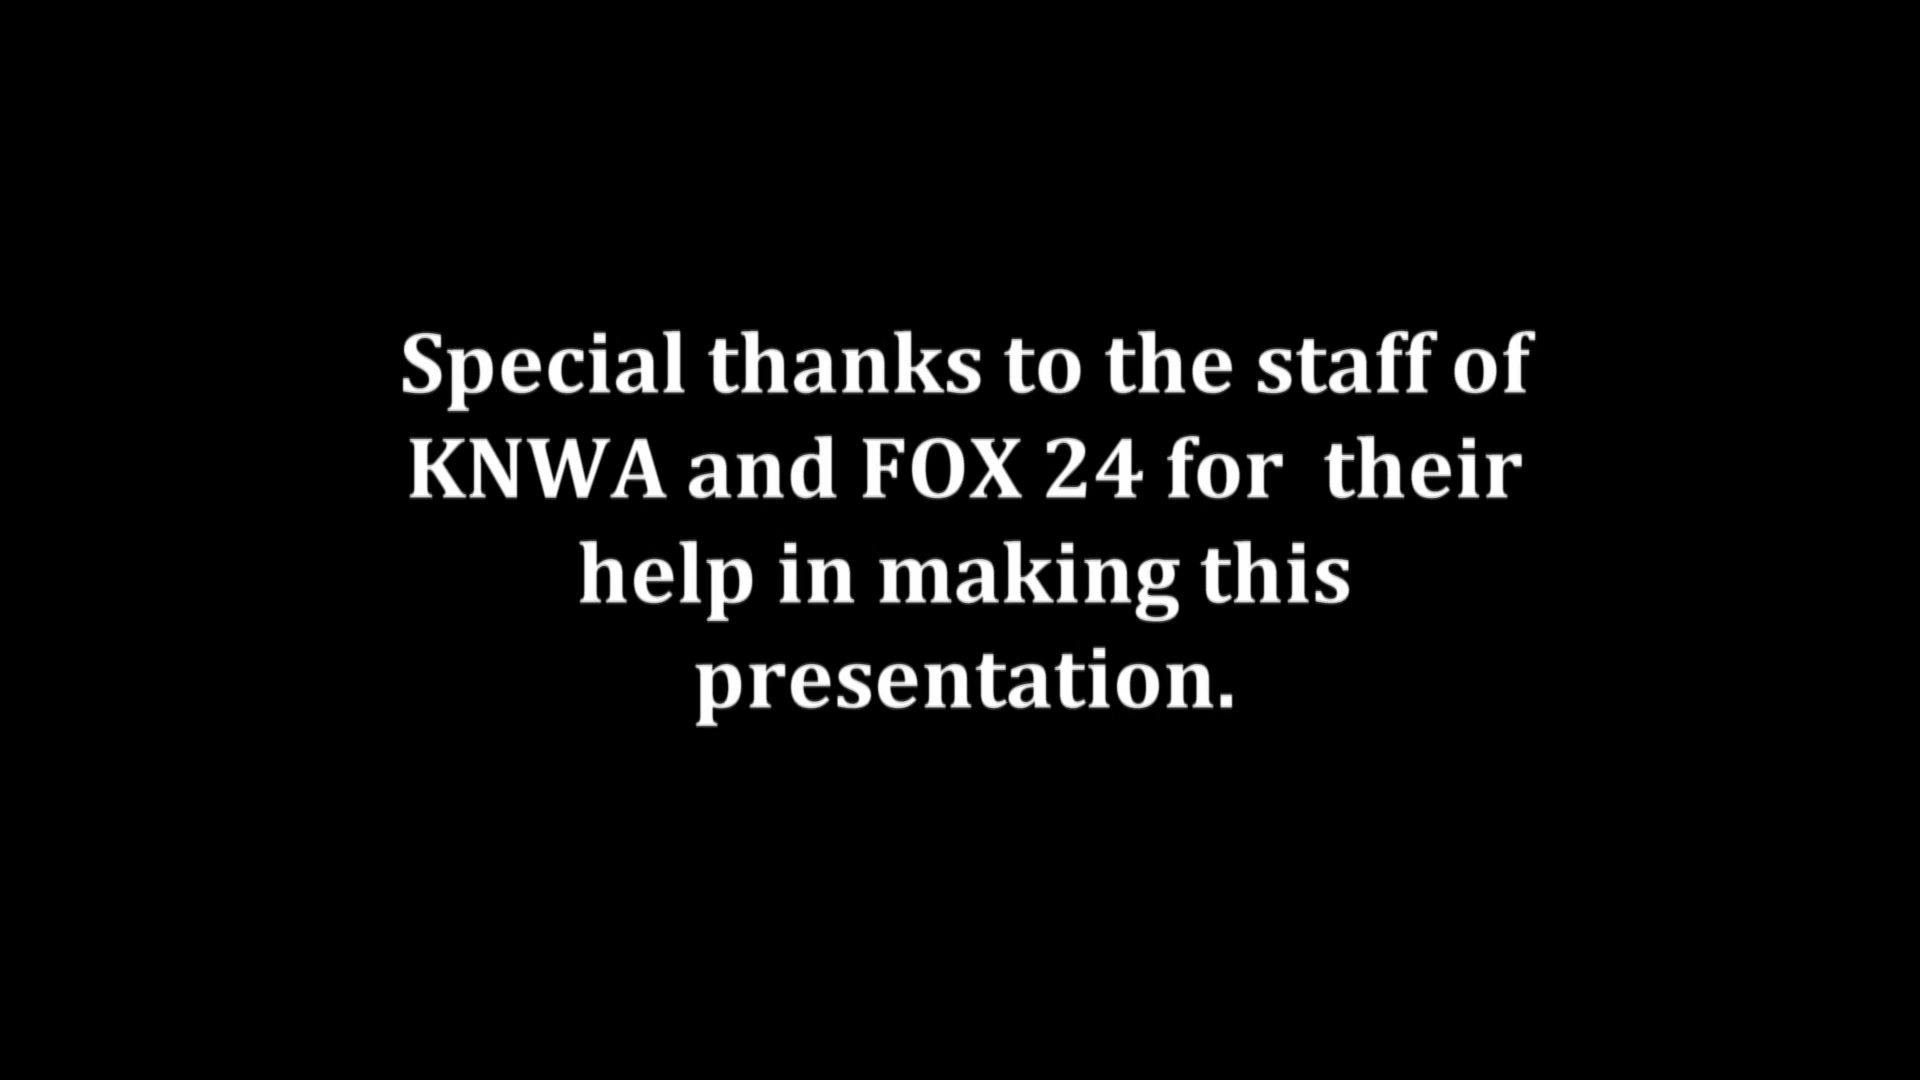 Special thanks to the staff of
KNWA and FOX 24 for  their
help in making this
presentation.